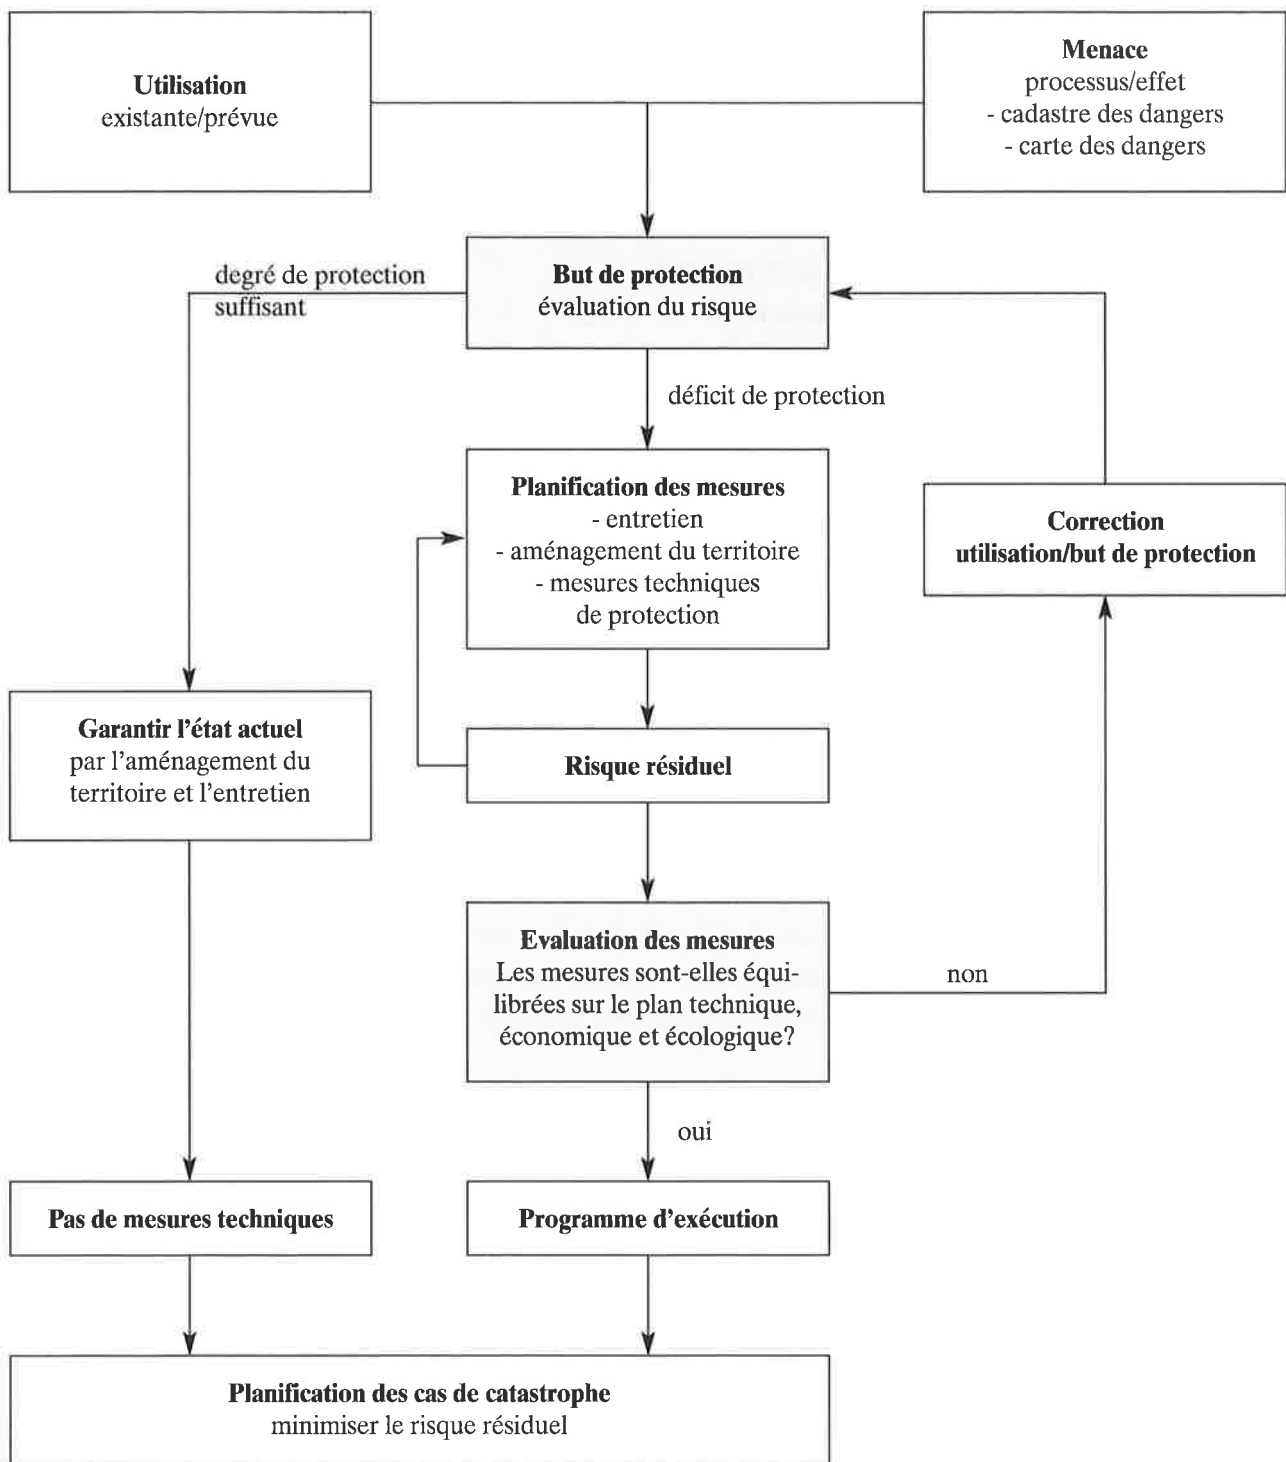 Utilisation
existante/prévue
Menace
processus/effet
- cadastre des dangers
- carte des dangers
But de protection
évaluation du risque
degré de protection
suffisant
déficit de protection
Planification des mesures
- entretien
- aménagement du territoire
- mesures techniques
de protection
Correction
utilisation/but de protection
Garantir l'état actuel
par l'aménagement du
territoire et l'entretien
Risque résiduel
Evaluation des mesures
Les mesures sont-elles équi-
librées sur le plan technique,
économique et écologique?
non
oui
Pas de mesures techniques
Programme d'exécution
Planification des cas de catastrophe
minimiser le risque résiduel